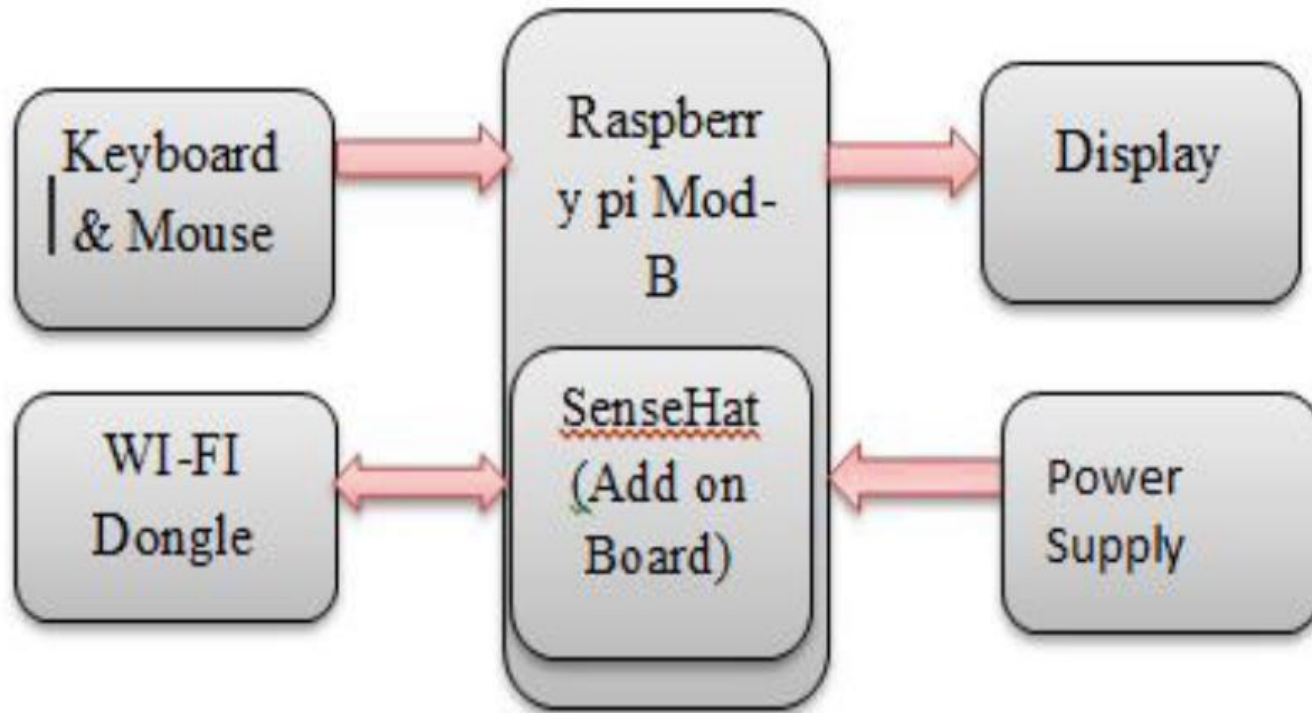 Keyboard
& Mouse
Raspberr
y pi Mod-
B
Display
WI-FI
Dongle
SenseHat
(Add on
Board)
Power
Supply